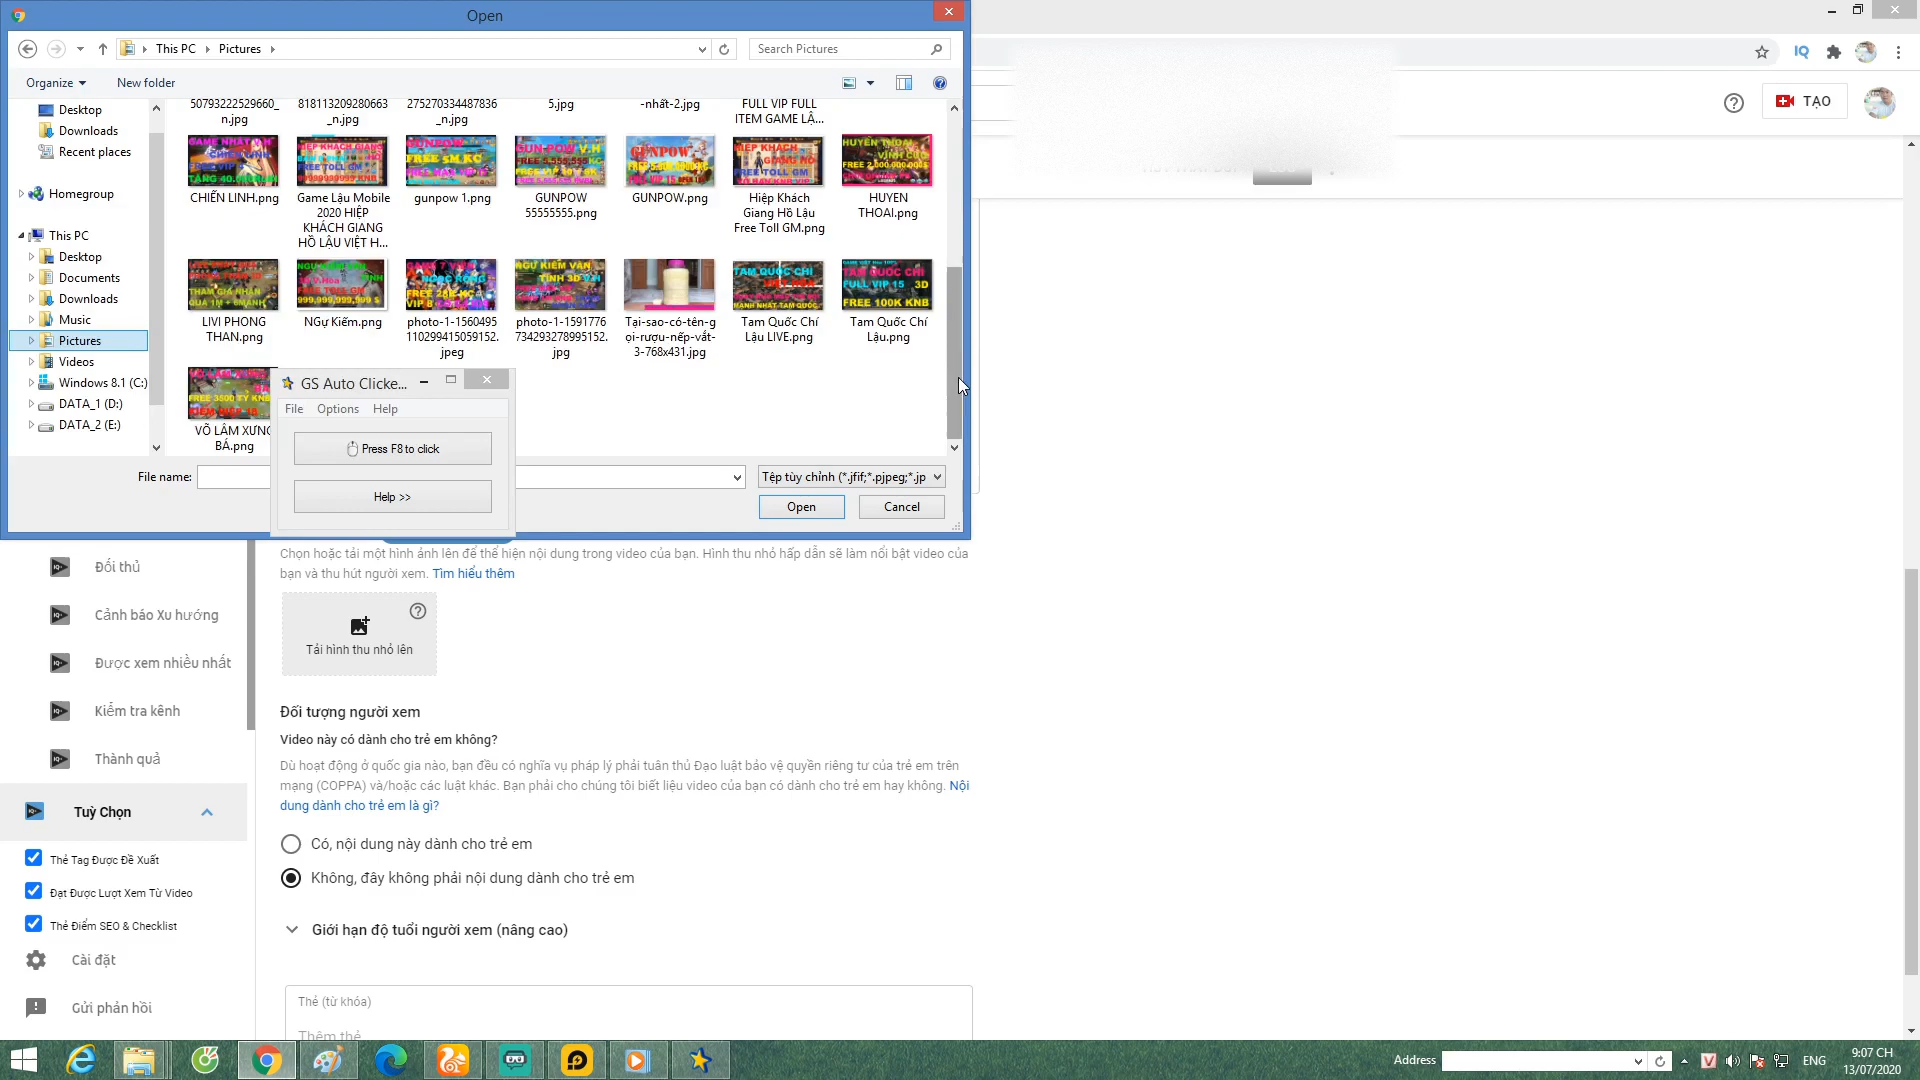 Open
This PC
Pictures
Search Pictures
Organize
New folder
Desktop
Downloads
Recent places
Homegroup
This PC
Desktop
Documents
Downloads
Music
Pictures
Videos
Windows 8.1 (C:)
DATA_1 (D:)
DATA_2 (E:)
50793222529660_
n.jpg
818113209280663
_n.jpg
275270334487836
_n.jpg
5.jpg
-nhất-2.jpg
FULL VIP FULL
ITEM GAME LẬ...
CHIẾN LINH.png
Game Lậu Mobile
2020 HIỆP
KHÁCH GIANG
HỒ LẬU VIỆT H...
gunpow 1.png
GUNPOW
55555555.png
GUNPOW.png
Hiệp Khách
Giang Hồ Lậu
Free Toll GM.png
HUYEN
THOAI.png
LIVI PHONG
THAN.png
NGự Kiếm.png
photo-1-1560495
110299415059152.
jpeg
photo-1-1591776
734293278995152.
jpg
Tại-sao-có-tên-g
ọi-rượu-nếp-vắt-
3-768x431.jpg
Tam Quốc Chí
Lậu LIVE.png
Tam Quốc Chí
Lậu.png
VÕ LÂM XƯNG
BÁ.png
GS Auto Clicke...
File
Options
Help
Press F8 to click
Help >>
File name:
Tệp tùy chỉnh (*.jfif;*.pjpeg;*.jp
Open
Cancel
TẠO
Đối thủ
Cảnh báo Xu hướng
Được xem nhiều nhất
Kiểm tra kênh
Thành quả
Tuỳ Chọn
Thẻ Tag Được Đề Xuất
Đạt Được Lượt Xem Từ Video
Thẻ Điểm SEO & Checklist
Cài đặt
Gửi phản hồi
Chọn hoặc tải một hình ảnh lên để thể hiện nội dung trong video của bạn. Hình thu nhỏ hấp dẫn sẽ làm nổi bật video của
bạn và thu hút người xem. Tìm hiểu thêm
Tải hình thu nhỏ lên
Đối tượng người xem
Video này có dành cho trẻ em không?
Dù hoạt động ở quốc gia nào, bạn đều có nghĩa vụ pháp lý phải tuân thủ Đạo luật bảo vệ quyền riêng tư của trẻ em trên
mạng (COPPA) và/hoặc các luật khác. Bạn phải cho chúng tôi biết liệu video của bạn có dành cho trẻ em hay không. Nội
dung dành cho trẻ em là gì?
Có, nội dung này dành cho trẻ em
Không, đây không phải nội dung dành cho trẻ em
Giới hạn độ tuổi người xem (nâng cao)
Thẻ (từ khóa)
Thêm thẻ
Address
ENG
9:07 CH
13/07/2020